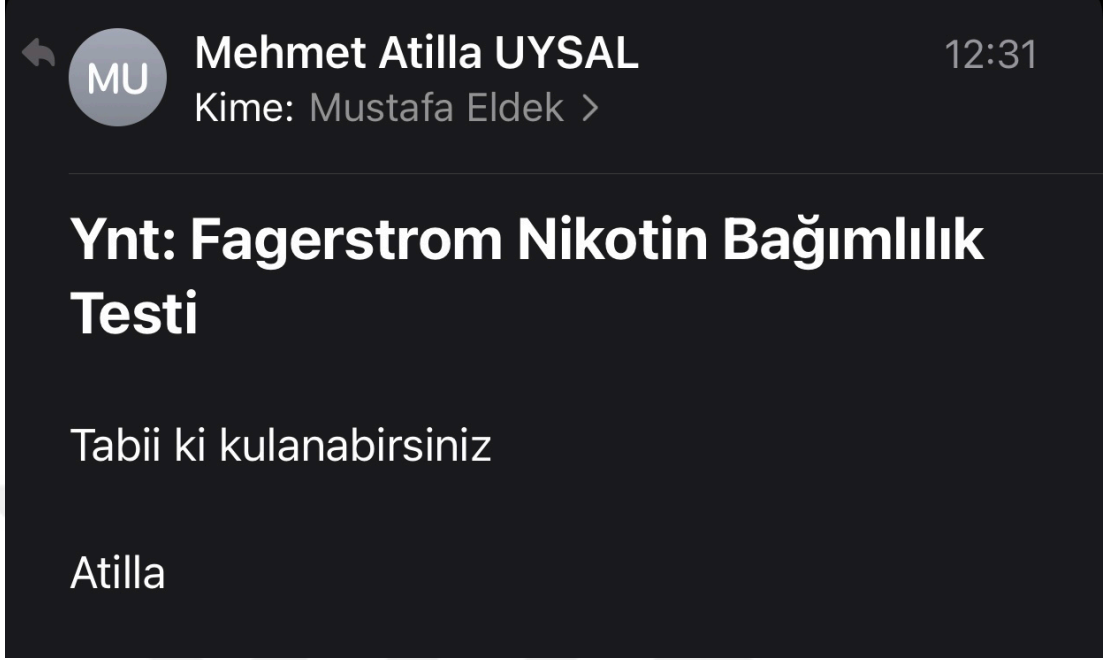 MU
Mehmet Atilla UYSAL
12:31
Kime: Mustafa Eldek >
Ynt: Fagerstrom Nikotin Bağımlılık
Testi
Tabii ki kulanabirsiniz
Atilla